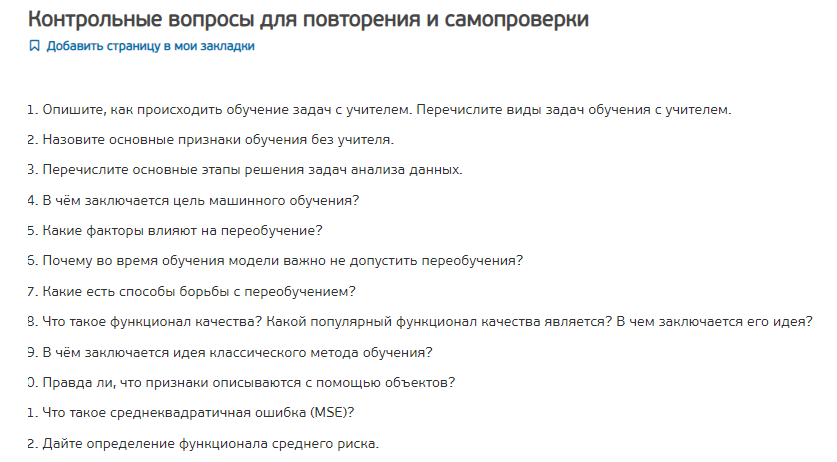 Контрольные вопросы для повторения и самопроверки
Добавить страницу в мои закладки
1. Опишите, как происходить обучение задач с учителем. Перечислите виды задач обучения с учителем.
2. Назовите основные признаки обучения без учителя.
3. Перечислите основные этапы решения задач анализа данных.
4. В чём заключается цель машинного обучения?
5. Какие факторы влияют на переобучение?
6. Почему во время обучения модели важно не допустить переобучения?
7. Какие есть способы борьбы с переобучением?
8. Что такое функционал качества? Какой популярный функционал качества является? В чем заключается его идея?
9. В чём заключается идея классического метода обучения?
0. Правда ли, что признаки описываются с помощью объектов?
1. Что такое среднеквадратичная ошибка (MSE)?
2. Дайте определение функционала среднего риска.